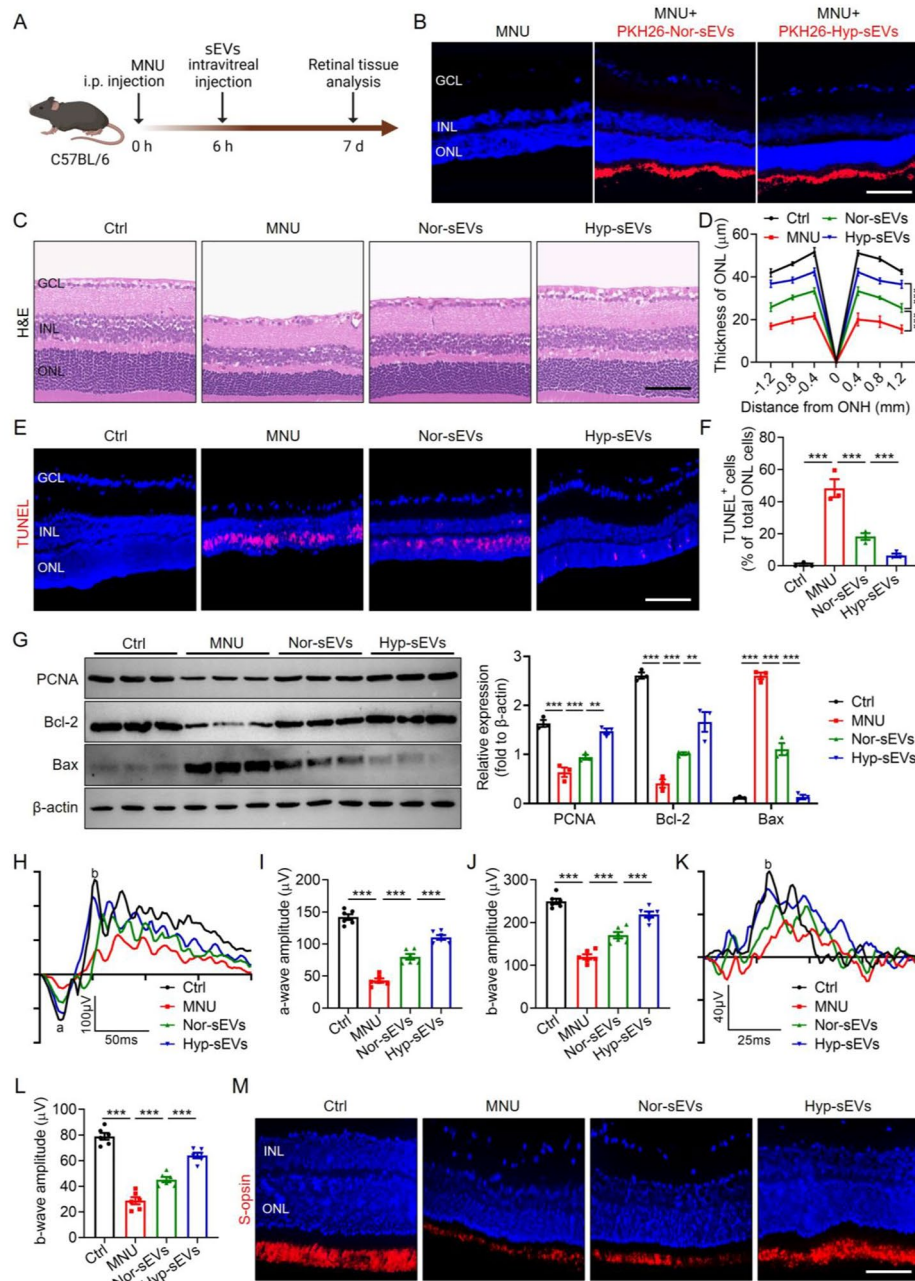 A
MNU
i.p. injection
sEVs
intravitreal
injection
Retinal tissue
analysis
C57BL/6
0 h
6 h
7 d
B
MNU
MNU+
PKH26-Nor-sEVs
MNU+
PKH26-Hyp-sEVs
GCL
INL
ONL
C
Ctrl
MNU
Nor-sEVs
Hyp-sEVs
H&E
GCL
INL
ONL
D
Ctrl
Nor-sEVs
MNU
Hyp-sEVs
Thickness of ONL (μm)
60
40
20
0
-1.2
-0.8
-0.4
0
0.4
0.8
1.2
Distance from ONH (mm)
***
***
E
Ctrl
MNU
Nor-sEVs
Hyp-sEVs
TUNEL
GCL
INL
ONL
F
TUNEL+ cells
(% of total ONL cells)
80
60
40
20
0
*** *** ***
Ctrl
MNU
Nor-sEVs
Hyp-sEVs
G
Ctrl
MNU
Nor-sEVs
Hyp-sEVs
PCNA
Bcl-2
Bax
β-actin
Relative expression
(fold to β-actin)
3
2
1
0
*** *** **
*** *** **
*** *** ***
PCNA
Bcl-2
Bax
Ctrl
MNU
Nor-sEVs
Hyp-sEVs
H
b
a
100μV
50ms
Ctrl
MNU
Nor-sEVs
Hyp-sEVs
I
a-wave amplitude (μV)
200
150
100
50
0
*** *** ***
Ctrl
MNU
Nor-sEVs
Hyp-sEVs
J
b-wave amplitude (μV)
300
200
100
0
*** *** ***
Ctrl
MNU
Nor-sEVs
Hyp-sEVs
K
b
40μV
25ms
Ctrl
MNU
Nor-sEVs
Hyp-sEVs
L
b-wave amplitude (μV)
100
80
60
40
20
0
*** *** ***
Ctrl
MNU
Nor-sEVs
Hyp-sEVs
M
Ctrl
MNU
Nor-sEVs
Hyp-sEVs
S-opsin
INL
ONL